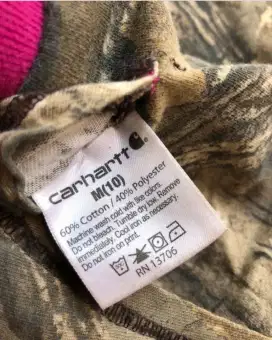 carhartt
M(10)
60% Cotton / 40% Polyester
Machine wash cold with like colors.
Do not bleach. Tumble dry low. Remove
immediately. Cool iron as necessary.
Do not iron on print.
RN 13706